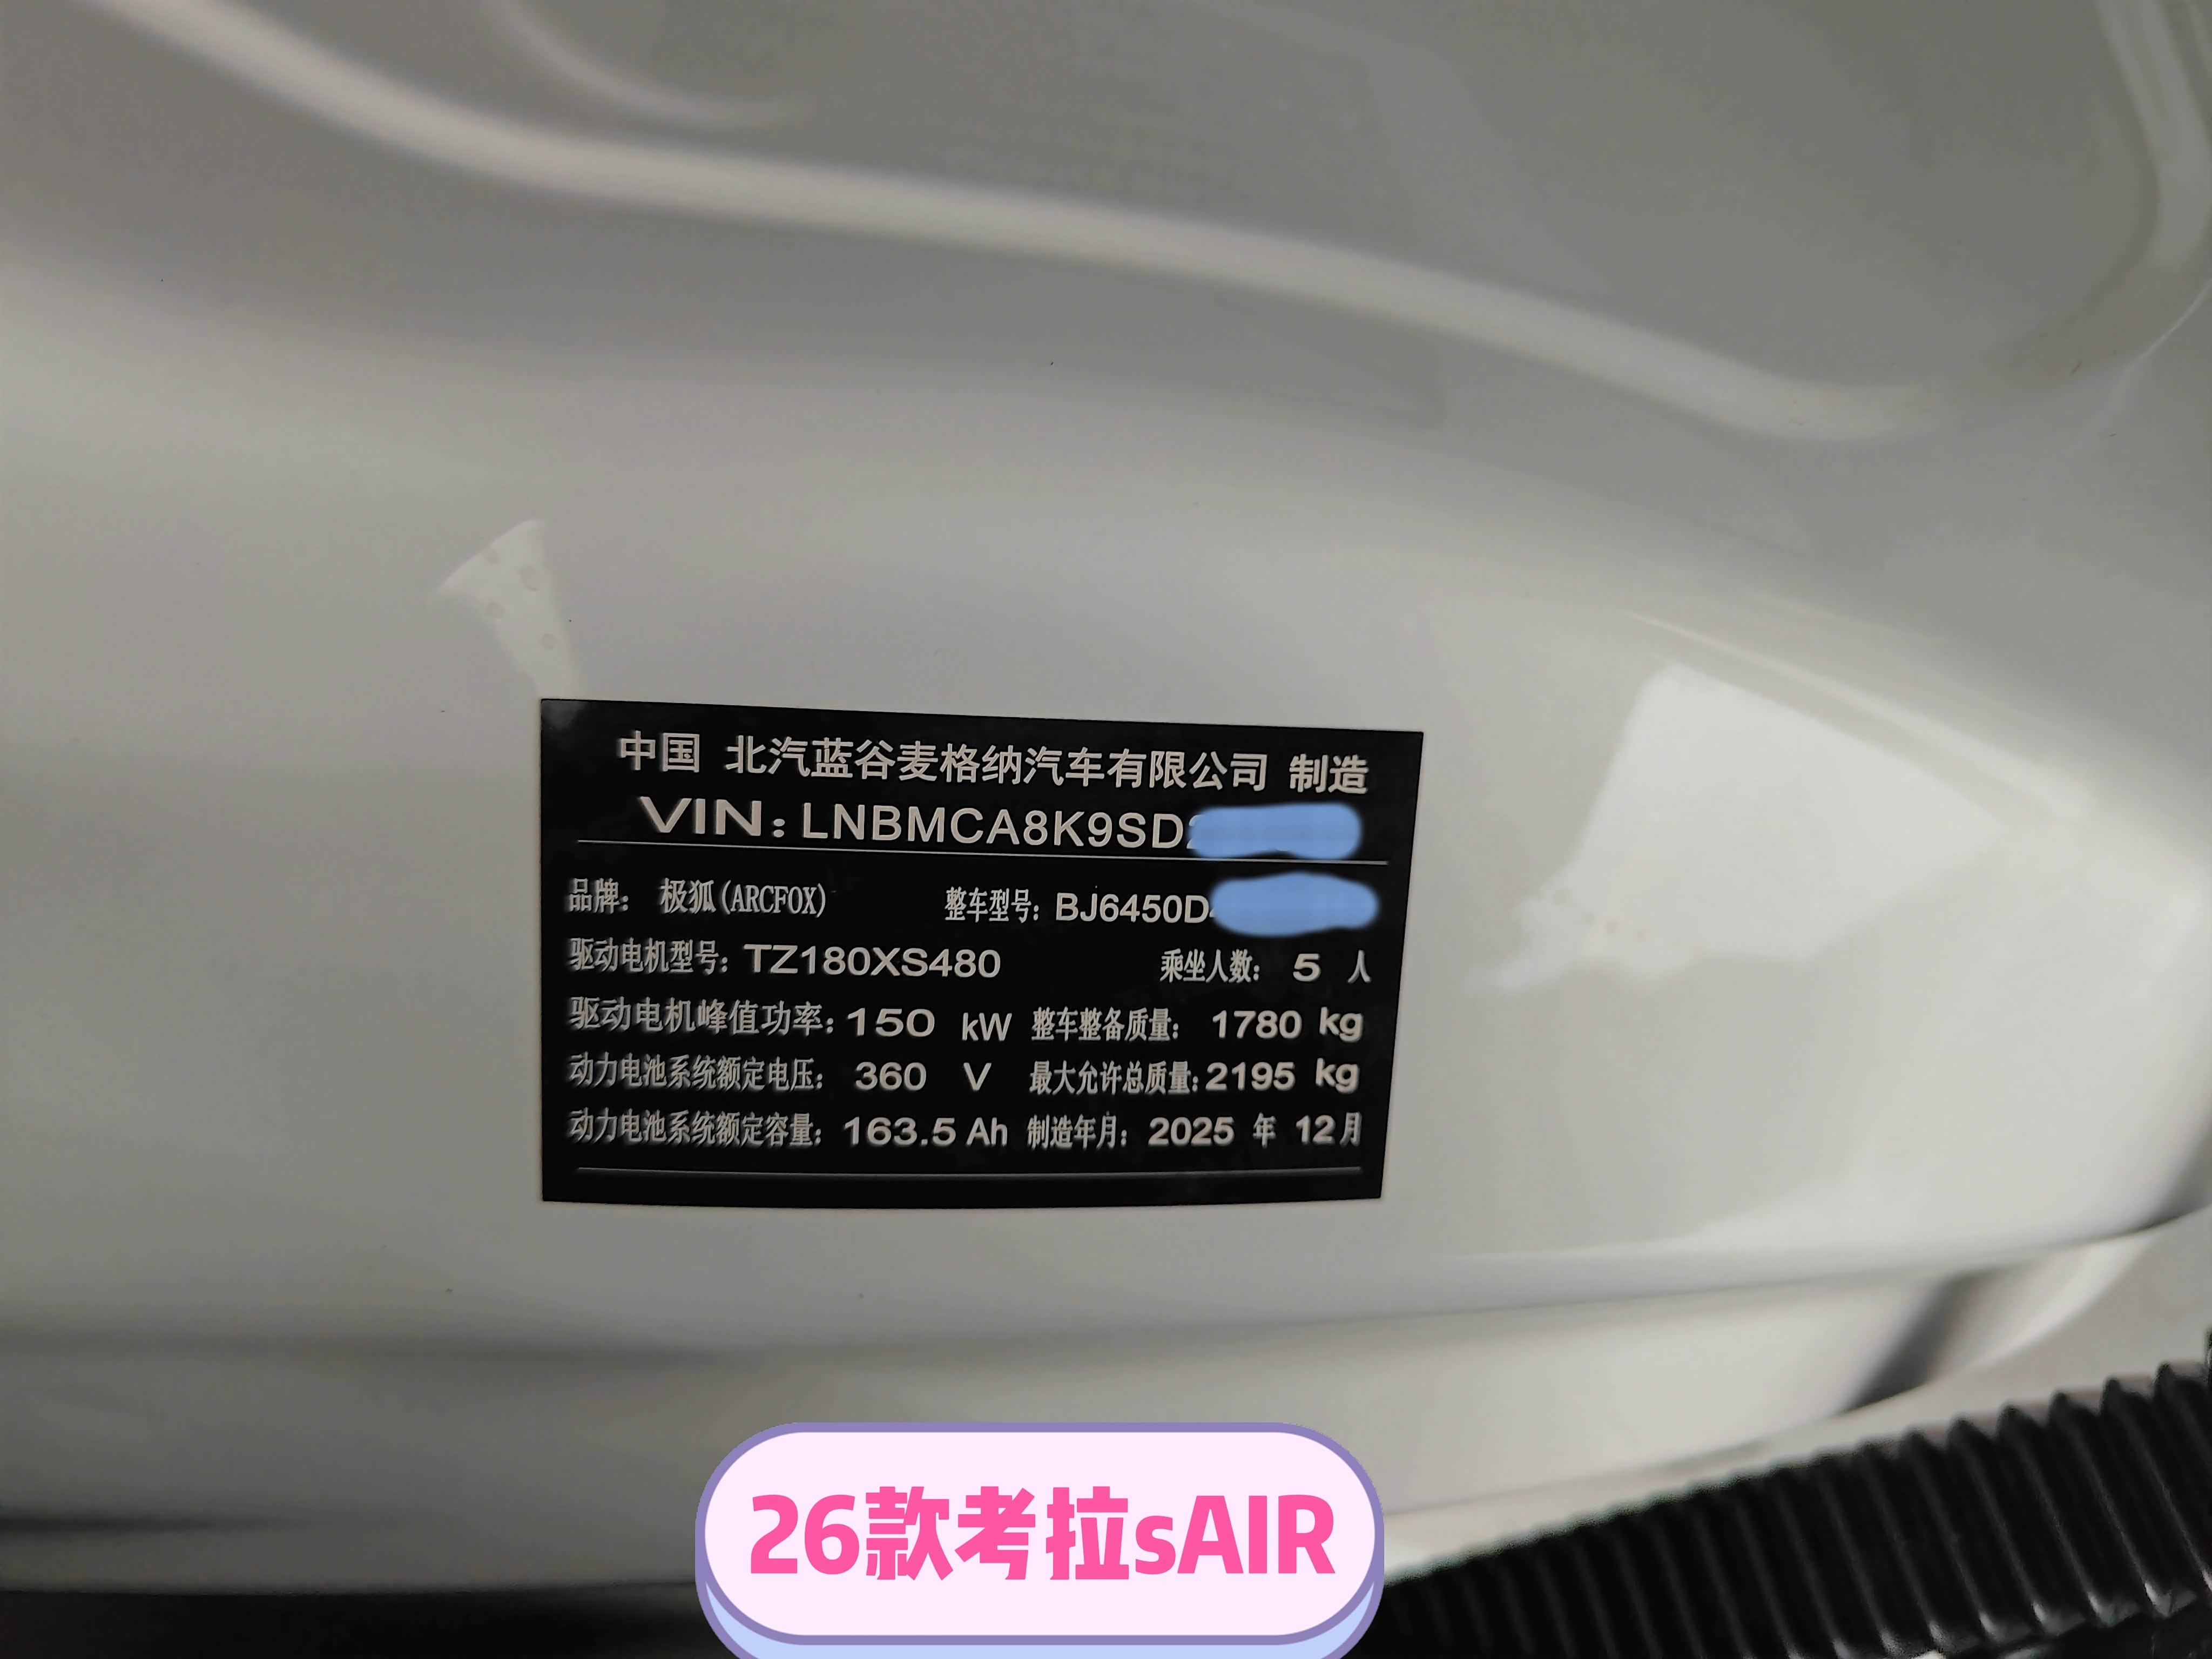 中国 北汽蓝谷麦格纳汽车有限公司 制造
VIN：LNBMCA8K9SD
品牌： 极狐(ARCFOX) 整车型号：BJ6450D
驱动电机型号：TZ180XS480 乘坐人数： 5 人
驱动电机峰值功率：150 kW 整车整备质量： 1780 kg
动力电池系统额定电压： 360 V 最大允许总质量：2195 kg
动力电池系统额定容量： 163.5 Ah 制造年月： 2025 年 12月
26款考拉sAIR